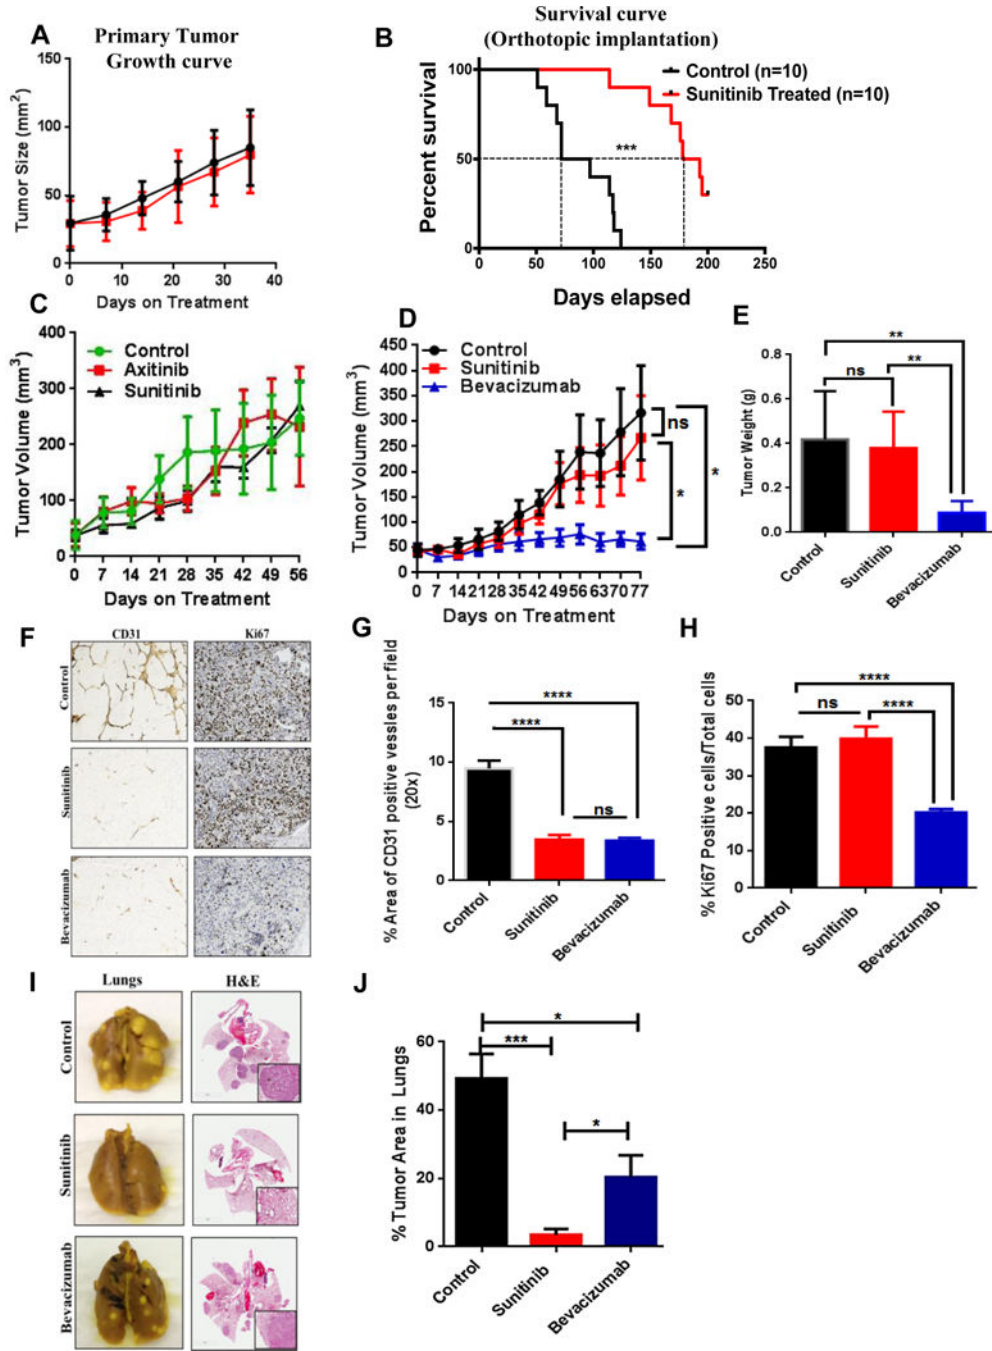 A
Primary Tumor
Growth curve
Tumor Size (mm²)
150
100
50
0
0 7 14 21 28 35 40
Days on Treatment
B
Survival curve
(Orthotopic implantation)
Control (n=10)
Sunitinib Treated (n=10)
***
Percent survival
100
50
0
0 50 100 150 200 250
Days elapsed
C
Control
Axitinib
Sunitinib
Tumor Volume (mm³)
400
300
200
100
0
0 7 14 21 28 35 42 49 56
Days on Treatment
D
Control
Sunitinib
Bevacizumab
Tumor Volume (mm³)
400
350
300
250
200
150
100
50
0
ns
*
*
0 7 14 21 28 35 42 49 56 63 70 77
Days on Treatment
E
**
ns
**
Tumor Weight (g)
0.8
0.6
0.4
0.2
0.0
Control
Sunitinib
Bevacizumab
F
CD31
Ki67
Control
Sunitinib
Bevacizumab
G
% Area of CD31 positive vessles per field
(20x)
15
10
5
0
****
****
ns
Control
Sunitinib
Bevacizumab
H
% Ki67 Positive cells/Total cells
50
40
30
20
10
0
****
ns
****
Control
Sunitinib
Bevacizumab
I
Lungs
H&E
Control
Sunitinib
Bevacizumab
J
% Tumor Area in Lungs
60
40
20
0
*
***
*
Control
Sunitinib
Bevacizumab